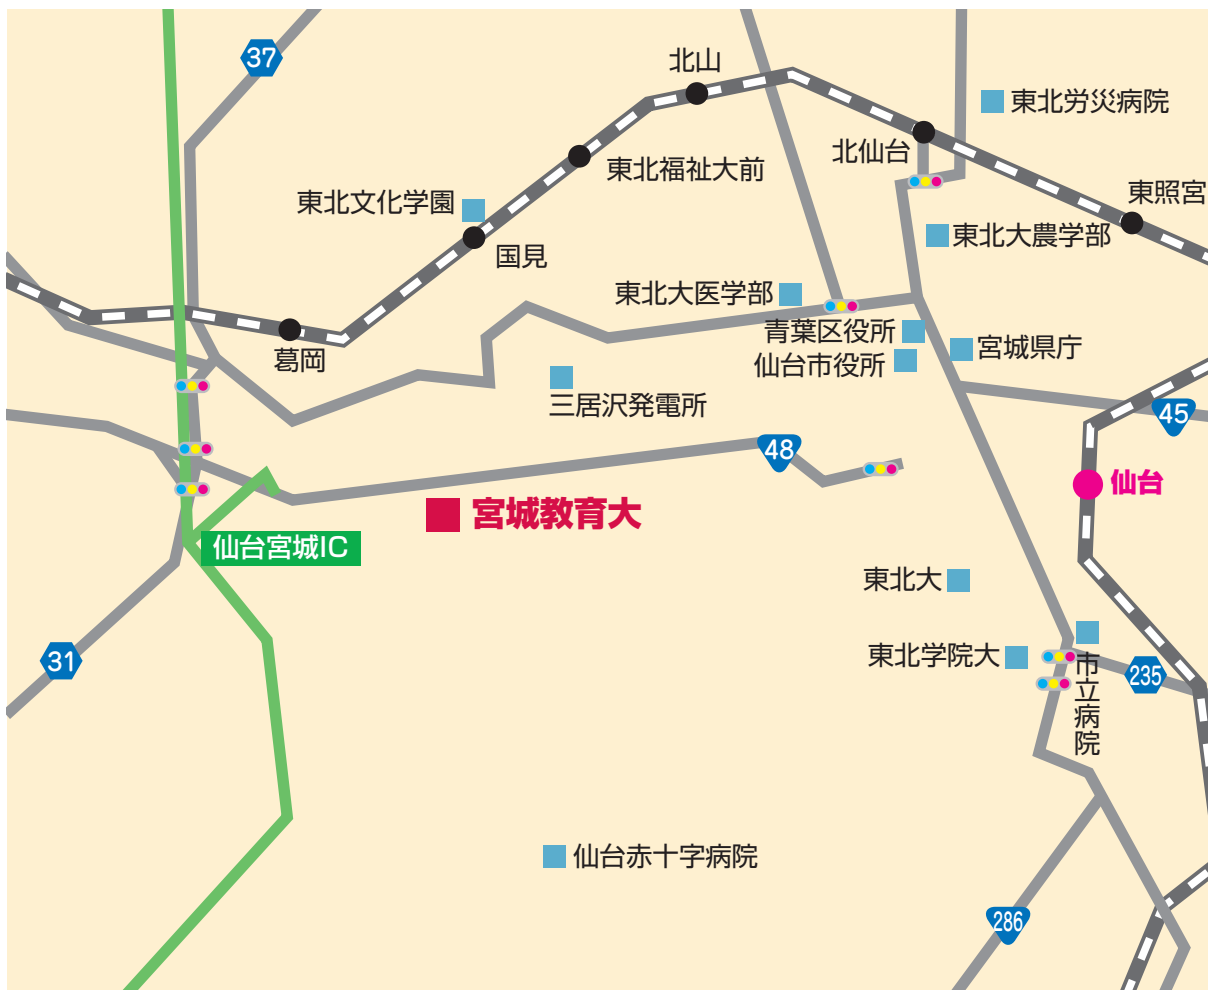 37
北山
東北労災病院
北仙台
東北福祉大前
東照宮
東北文化学園
東北大農学部
国見
東北大医学部
青葉区役所
宮城県庁
葛岡
仙台市役所
三居沢発電所
45
48
仙台
宮城教育大
仙台宮城IC
東北大
東北学院大
市立病院
31
235
仙台赤十字病院
286